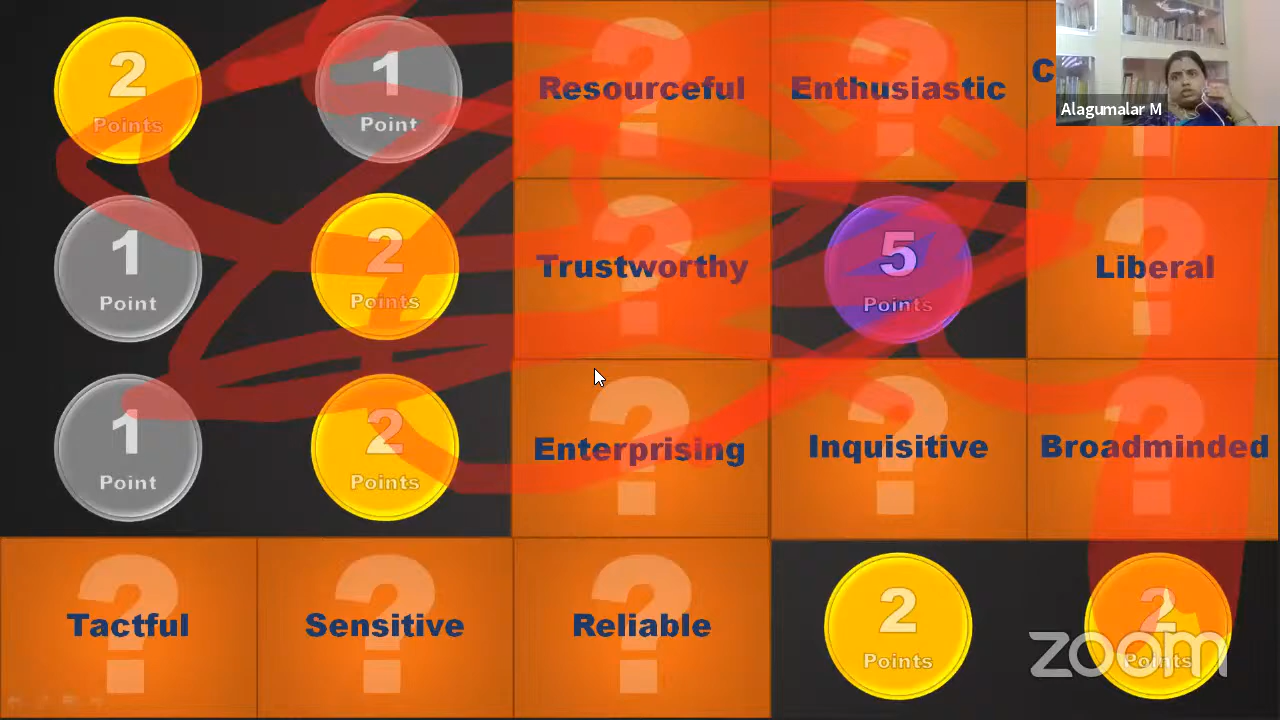 2
Points
1
Point
Resourceful
Enthusiastic
C
Alagumalar M
1
Point
2
Points
Trustworthy
5
Points
Liberal
1
Point
2
Points
Enterprising
Inquisitive
Broadminded
Tactful
Sensitive
Reliable
2
Points
2
Points
zoom